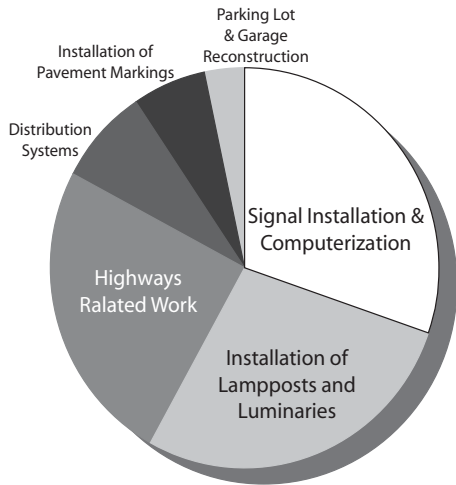 Parking Lot
& Garage
Reconstruction
Installation of
Pavement Markings
Distribution
Systems
Signal Installation &
Computerization
Highways
Ralated Work
Installation of
Lampposts and
Luminaries